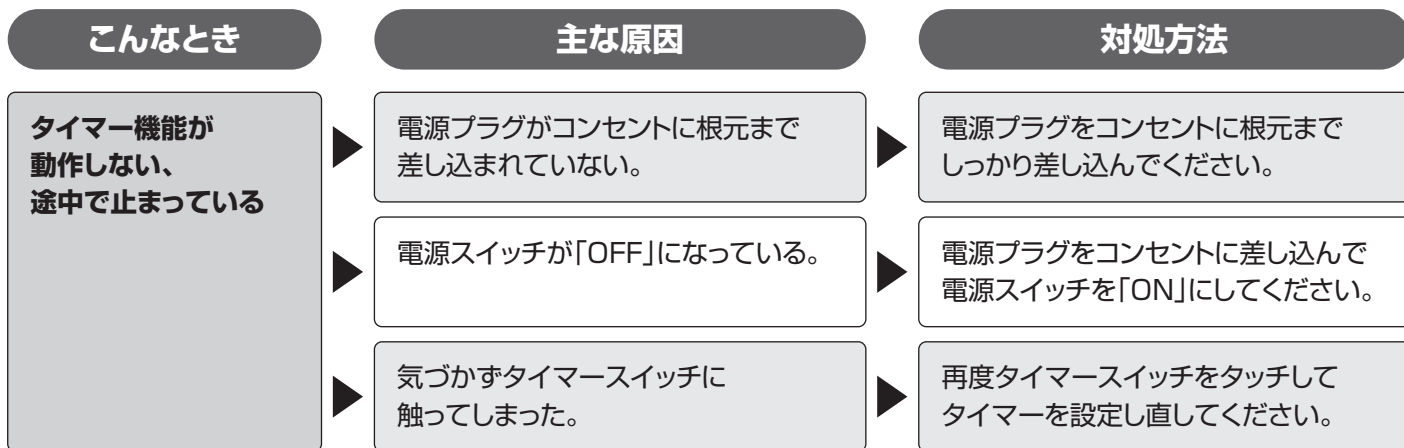 こんなとき
主な原因
対処方法
タイマー機能が
動作しない、
途中で止まっている
電源プラグがコンセントに根元まで
差し込まれていない。
電源プラグをコンセントに根元まで
しっかり差し込んでください。
電源スイッチが「OFF」になっている。
電源プラグをコンセントに差し込んで
電源スイッチを「ON」にしてください。
気づかずタイマースイッチに
触ってしまった。
再度タイマースイッチをタッチして
タイマーを設定し直してください。